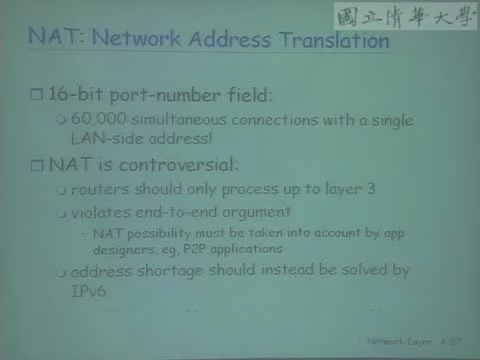 國立清華大學
NAT: Network Address Translation
16-bit port-number field:
60,000 simultaneous connections with a single
LAN-side address!
NAT is controversial:
routers should only process up to layer 3
violates end-to-end argument
NAT possibility must be taken into account by app
designers, eg, P2P applications
address shortage should instead be solved by
IPv6
Network Layer 4-57